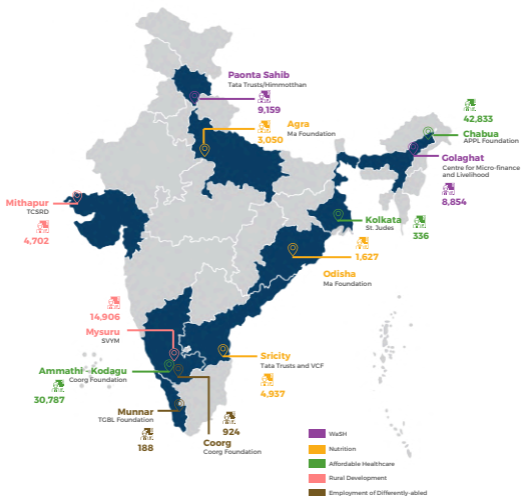 Paonta Sahib
Tata Trusts/Himmotthan
9,159
42,833
Chabua
APPL Foundation
Agra
Ma Foundation
3,050
Golaghat
Centre for Micro-finance
and Livelihood
8,854
Mithapur
TCSRD
4,702
Kolkata
St. Judes
336
1,627
Odisha
Ma Foundation
14,906
Mysuru
SVYM
Sricity
Tata Trusts and VCF
4,937
Ammathi - Kodagu
Coorg Foundation
30,787
Munnar
TGBL Foundation
188
924
Coorg
Coorg Foundation
WaSH
Nutrition
Affordable Healthcare
Rural Development
Employment of Differently-abled